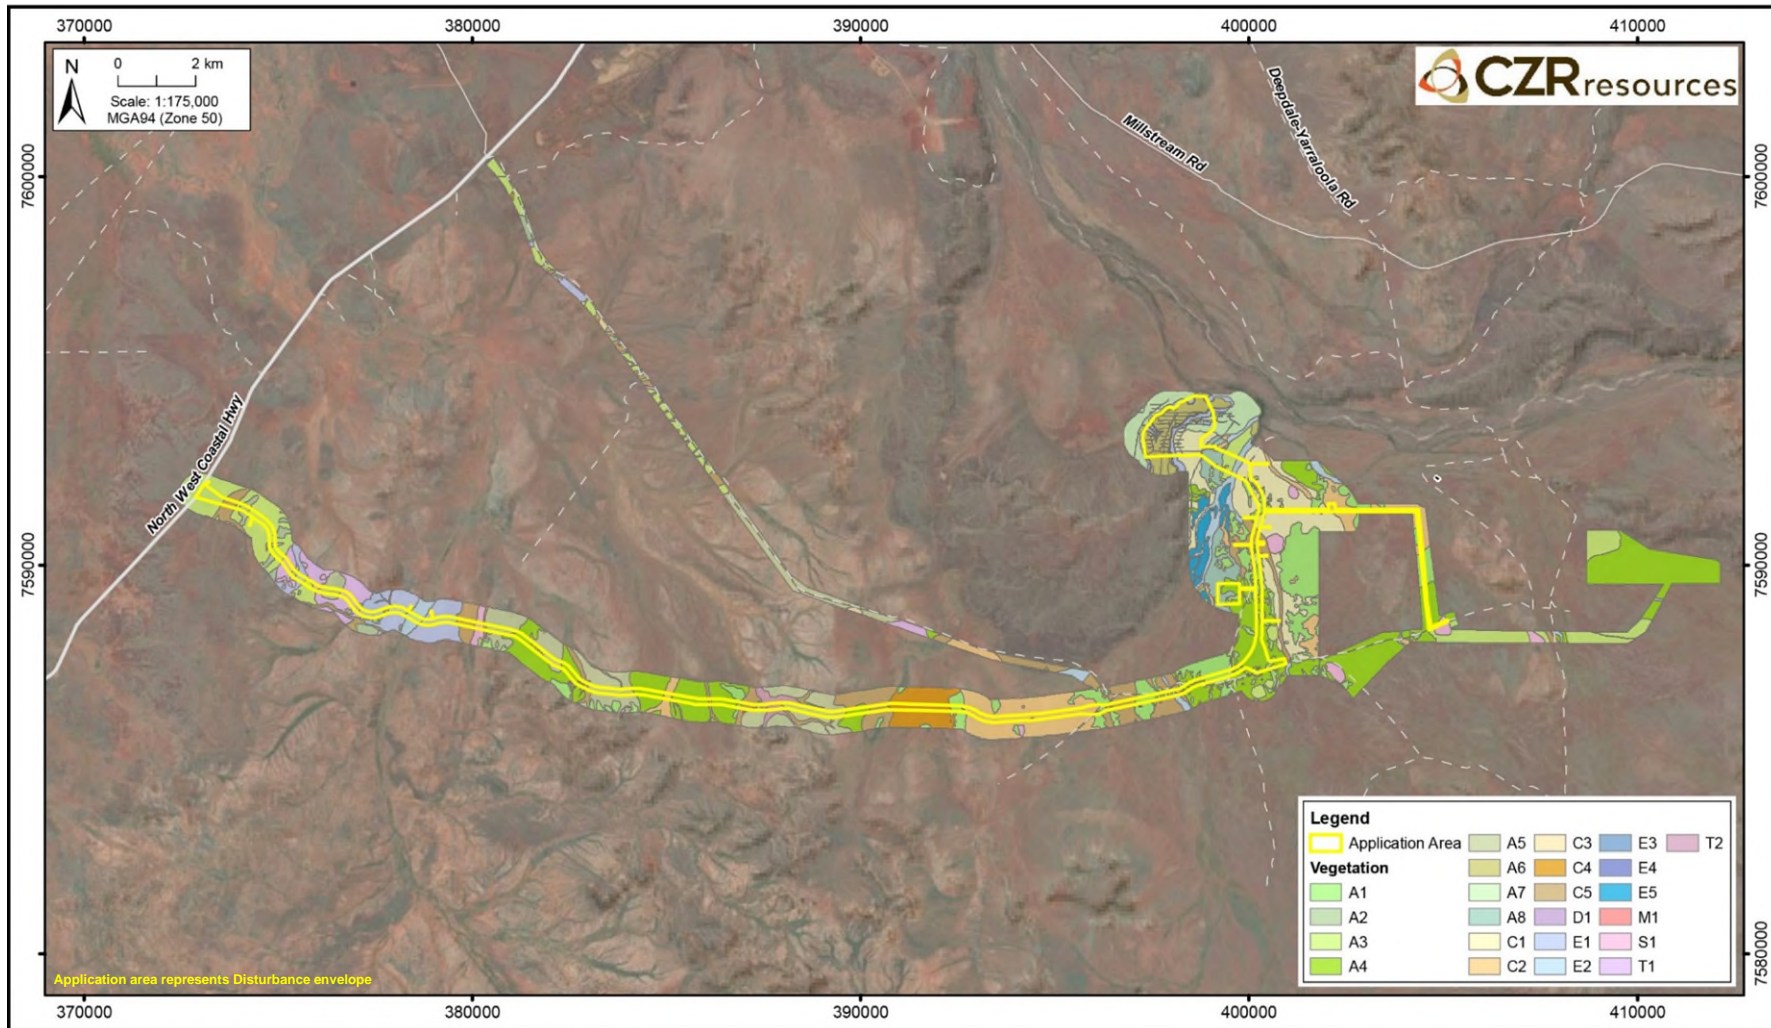 370000 380000 390000 400000 410000
N
0 2 km
Scale: 1:175,000
MGA94 (Zone 50)
CZRresources
Millstream Rd
Deepdale-Yarraloola Rd
North West Coastal Hwy
7600000 7600000
7590000 7590000
7580000 7580000
Legend
Application Area
Vegetation
A1
A2
A3
A4
A5
A6
A7
A8
C1
C2
C3
C4
C5
D1
E1
E2
E3
E4
E5
M1
S1
T1
T2
Application area represents Disturbance envelope
370000 380000 390000 400000 410000